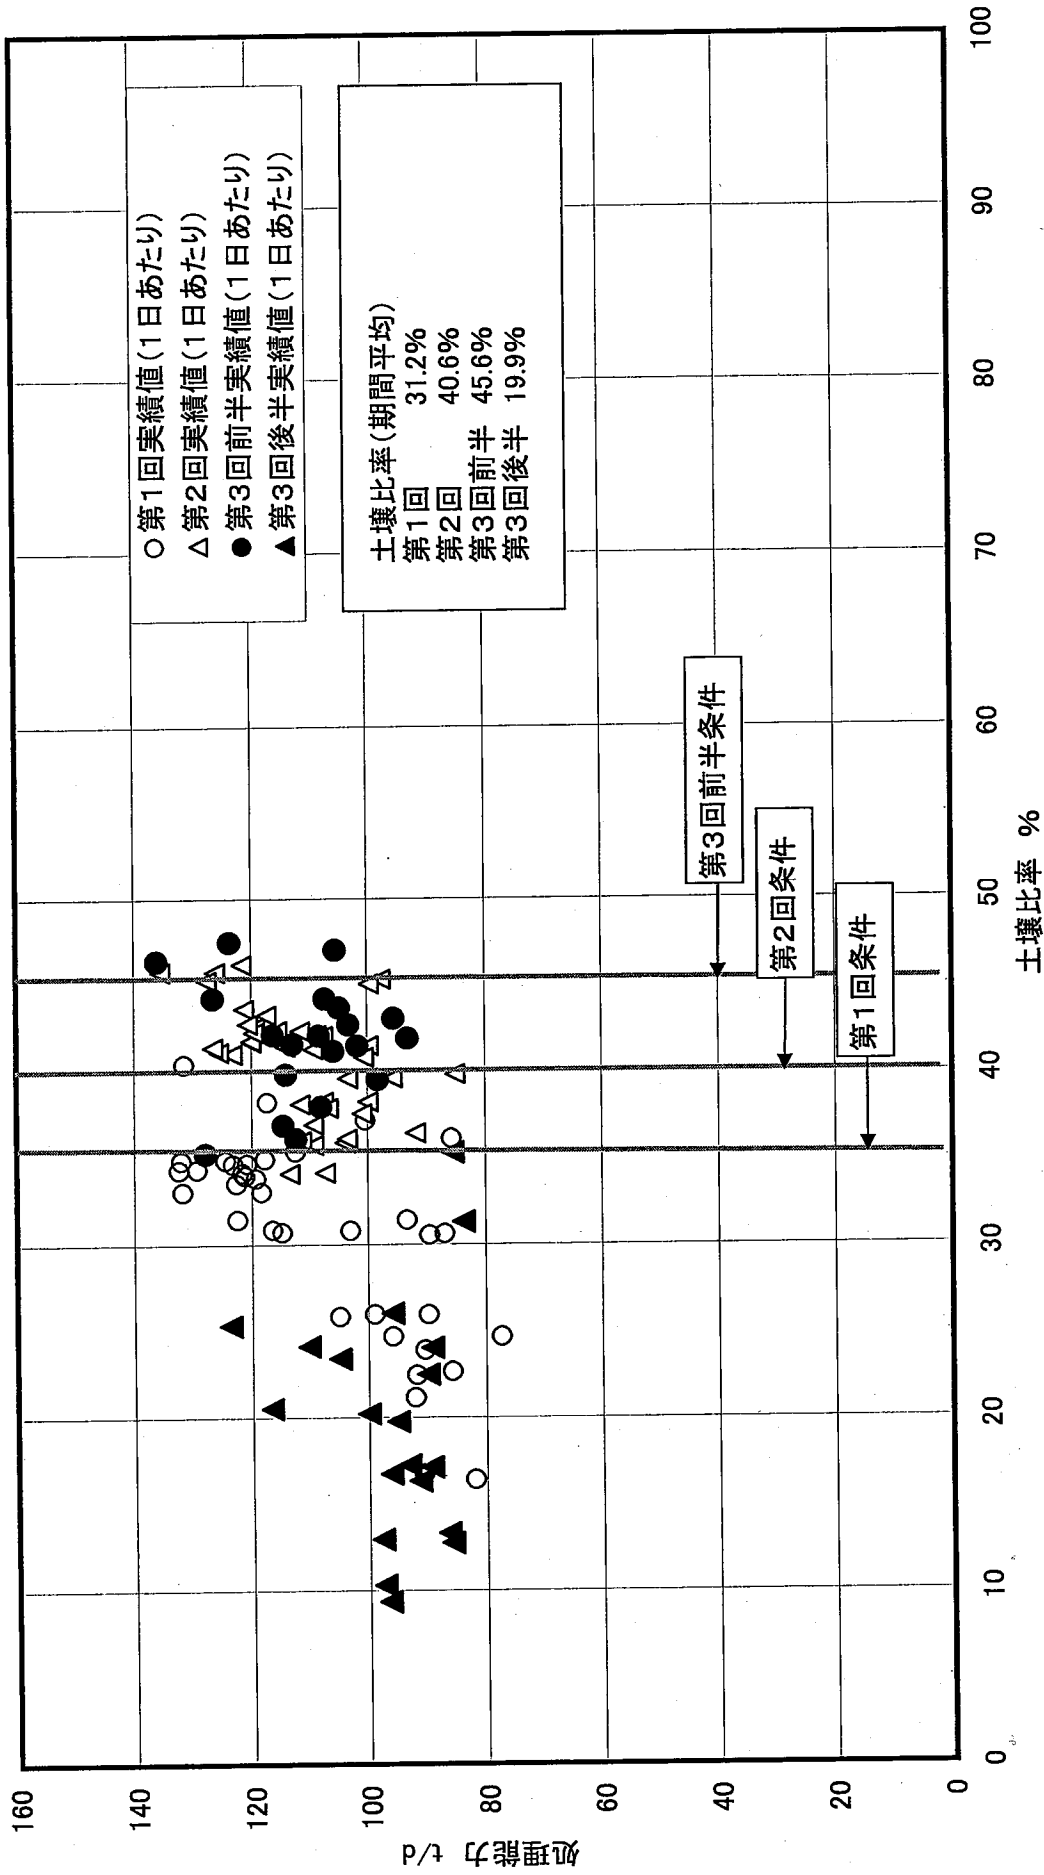 ○第1回実績値(1日あたり)
△第2回実績値(1日あたり)
●第3回前半実績値(1日あたり)
▲第3回後半実績値(1日あたり)
土壌比率(期間平均)
第1回 31.2%
第2回 40.6%
第3回前半 45.6%
第3回後半 19.9%
第3回前半条件
第2回条件
第1回条件
処理能力 t/d
160
140
120
100
80
60
40
20
0
0 10 20 30 40 50 60 70 80 90 100
土壌比率 %